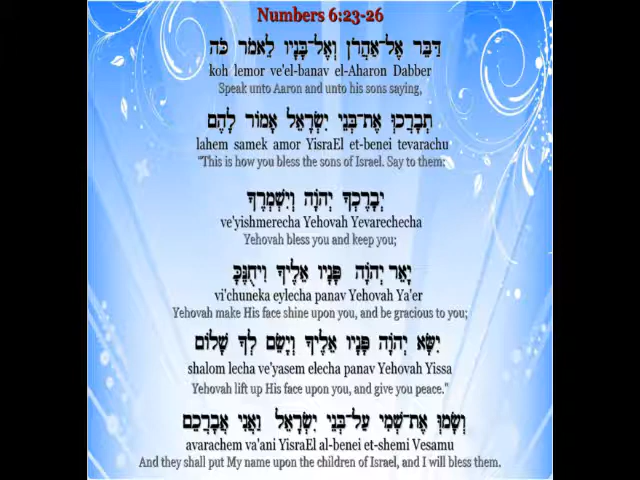 Numbers 6:23-26
דַּבֵּר אֶל־אַהֲרֹן וְאֶל־בָּנָיו לֵאמֹר כֹּה
koh lemor ve'el-banav el-Aharon Dabber
Speak unto Aaron and unto his sons saying,
תְבָרְכוּ אֶת־בְּנֵי יִשְׂרָאֵל אָמוֹר לָהֶם
lahem samek amor YisraEl et-benei tevarachu
"This is how you bless the sons of Israel. Say to them:
יְבָרֶכְךָ יְהוָֹה וְיִשְׁמְרֶךָ
ve'yishmerecha Yehovah Yevarechecha
Yehovah bless you and keep you;
יָאֵר יְהוָֹה פָּנָיו אֵלֶיךָ וִיחֻנֶּךָּ
vi'chuneka eylecha panav Yehovah Ya'er
Yehovah make His face shine upon you, and be gracious to you;
יִשָּׂא יְהוָֹה פָּנָיו אֵלֶיךָ וְיָשֵׂם לְךָ שָׁלוֹם
shalom lecha ve'yasem elecha panav Yehovah Yissa
Yehovah lift up His face upon you, and give you peace."
וְשָׂמוּ אֶת־שְׁמִי עַל־בְּנֵי יִשְׂרָאֵל וַאֲנִי אֲבָרֲכֵם
avarachem va'ani YisraEl al-benei et-shemi Vesamu
And they shall put My name upon the children of Israel, and I will bless them.